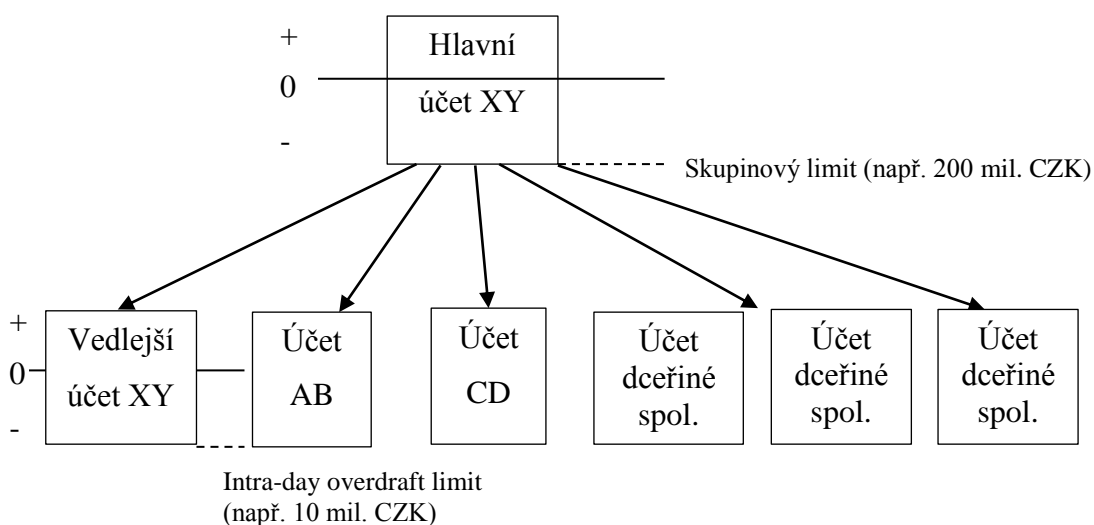 +
Hlavní
0
účet XY
-
Skupinový limit (např. 200 mil. CZK)
+
0
-
Vedlejší
účet XY
Účet
AB
Účet
CD
Účet
dceřiné
spol.
Účet
dceřiné
spol.
Účet
dceřiné
spol.
Intra-day overdraft limit
(např. 10 mil. CZK)